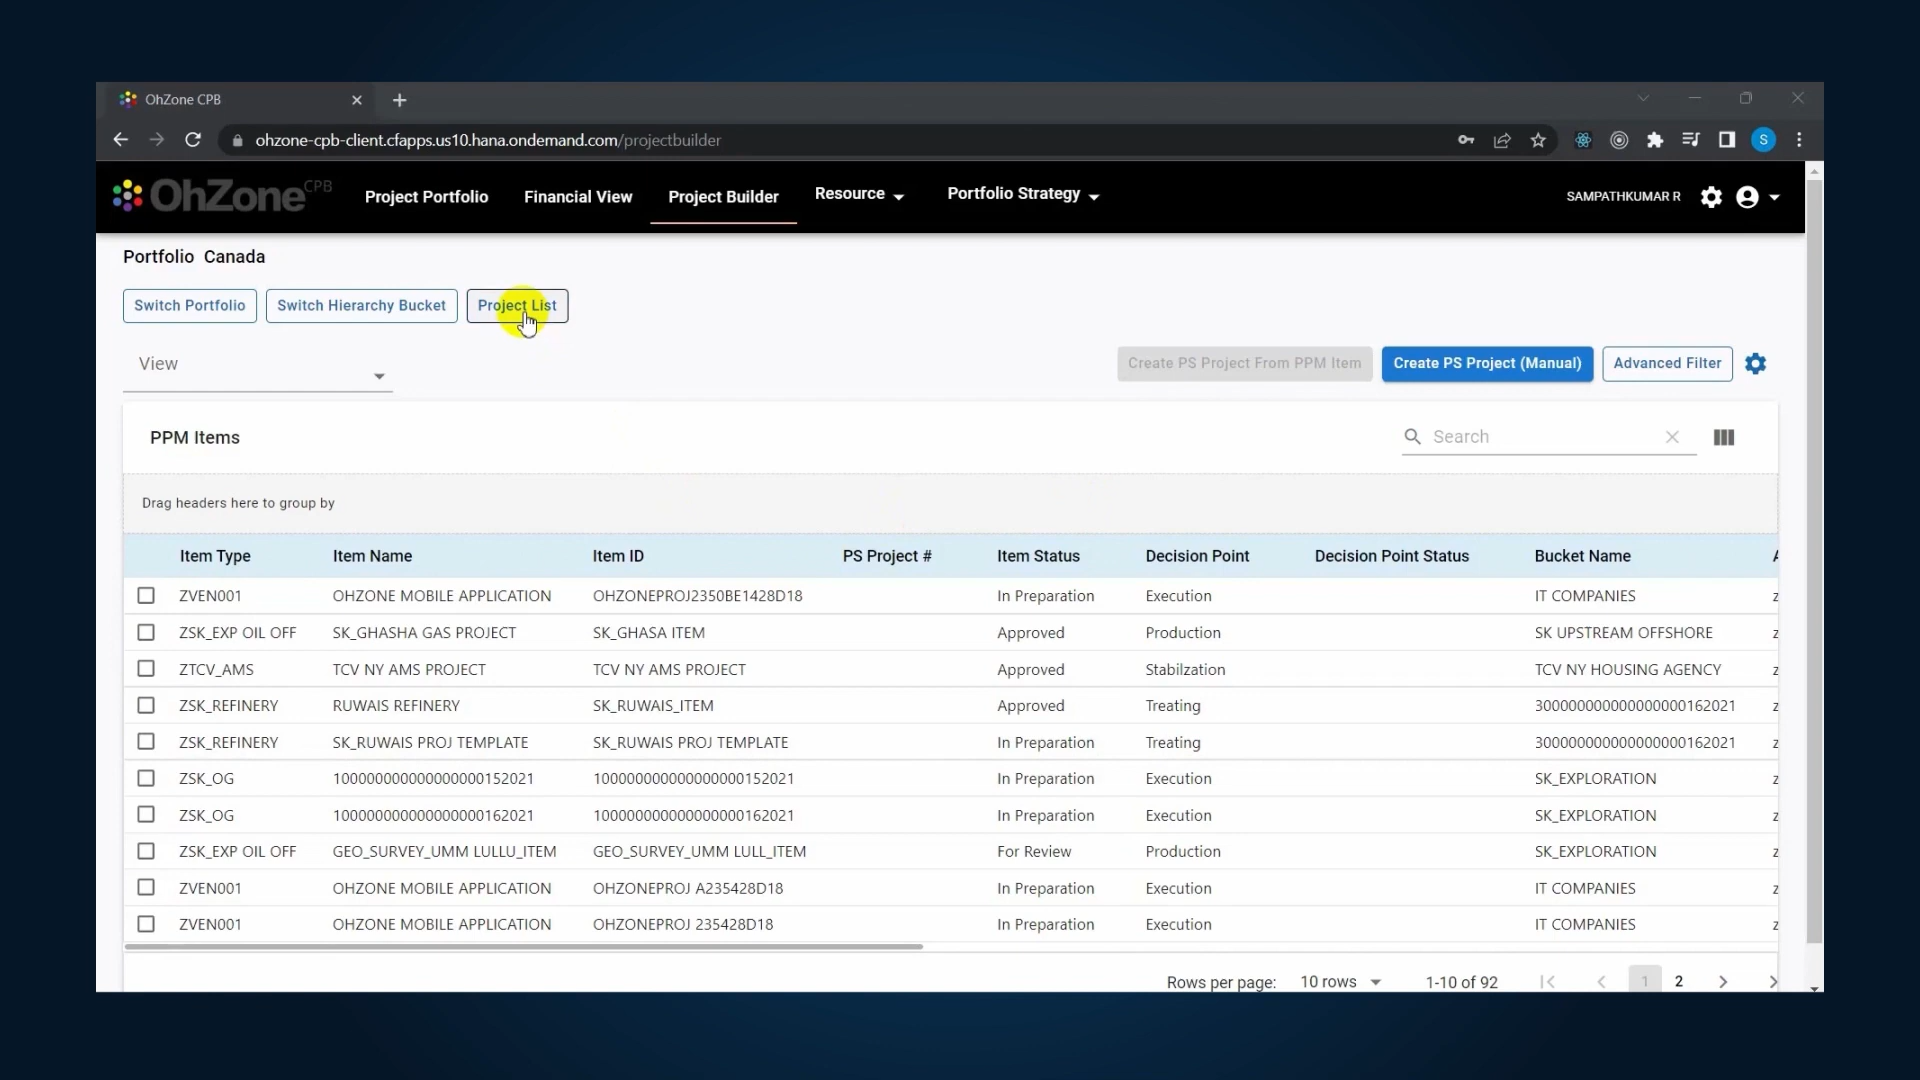 OhZone CPB
ohzone-cpb-client.cfapps.us10.hana.ondemand.com/projectbuilder
OhZone CPB Project Portfolio Financial View Project Builder Resource Portfolio Strategy SAMPATHKUMAR R
S
Portfolio Canada
Switch Portfolio Switch Hierarchy Bucket Project List
View Create PS Project From PPM Item Create PS Project (Manual) Advanced Filter
PPM Items Search
Drag headers here to group by
Item Type Item Name Item ID PS Project # Item Status Decision Point Decision Point Status Bucket Name
ZVEN001 OHZONE MOBILE APPLICATION OHZONEPROJ2350BE1428D18 In Preparation Execution IT COMPANIES
ZSK_EXP OIL OFF SK_GHASHA GAS PROJECT SK_GHASA ITEM Approved Production SK UPSTREAM OFFSHORE
ZTCV_AMS TCV NY AMS PROJECT TCV NY AMS PROJECT Approved Stabilzation TCV NY HOUSING AGENCY
ZSK_REFINERY RUWAIS REFINERY SK_RUWAIS_ITEM Approved Treating 300000000000000000162021
ZSK_REFINERY SK_RUWAIS PROJ TEMPLATE SK_RUWAIS PROJ TEMPLATE In Preparation Treating 300000000000000000162021
ZSK_OG 100000000000000000152021 100000000000000000152021 In Preparation Execution SK_EXPLORATION
ZSK_OG 100000000000000000162021 100000000000000000162021 In Preparation Execution SK_EXPLORATION
ZSK_EXP OIL OFF GEO_SURVEY_UMM LULLU_ITEM GEO_SURVEY_UMM LULL_ITEM For Review Production SK_EXPLORATION
ZVEN001 OHZONE MOBILE APPLICATION OHZONEPROJ A235428D18 In Preparation Execution IT COMPANIES
ZVEN001 OHZONE MOBILE APPLICATION OHZONEPROJ 235428D18 In Preparation Execution IT COMPANIES
Rows per page: 10 rows 1-10 of 92 1 2